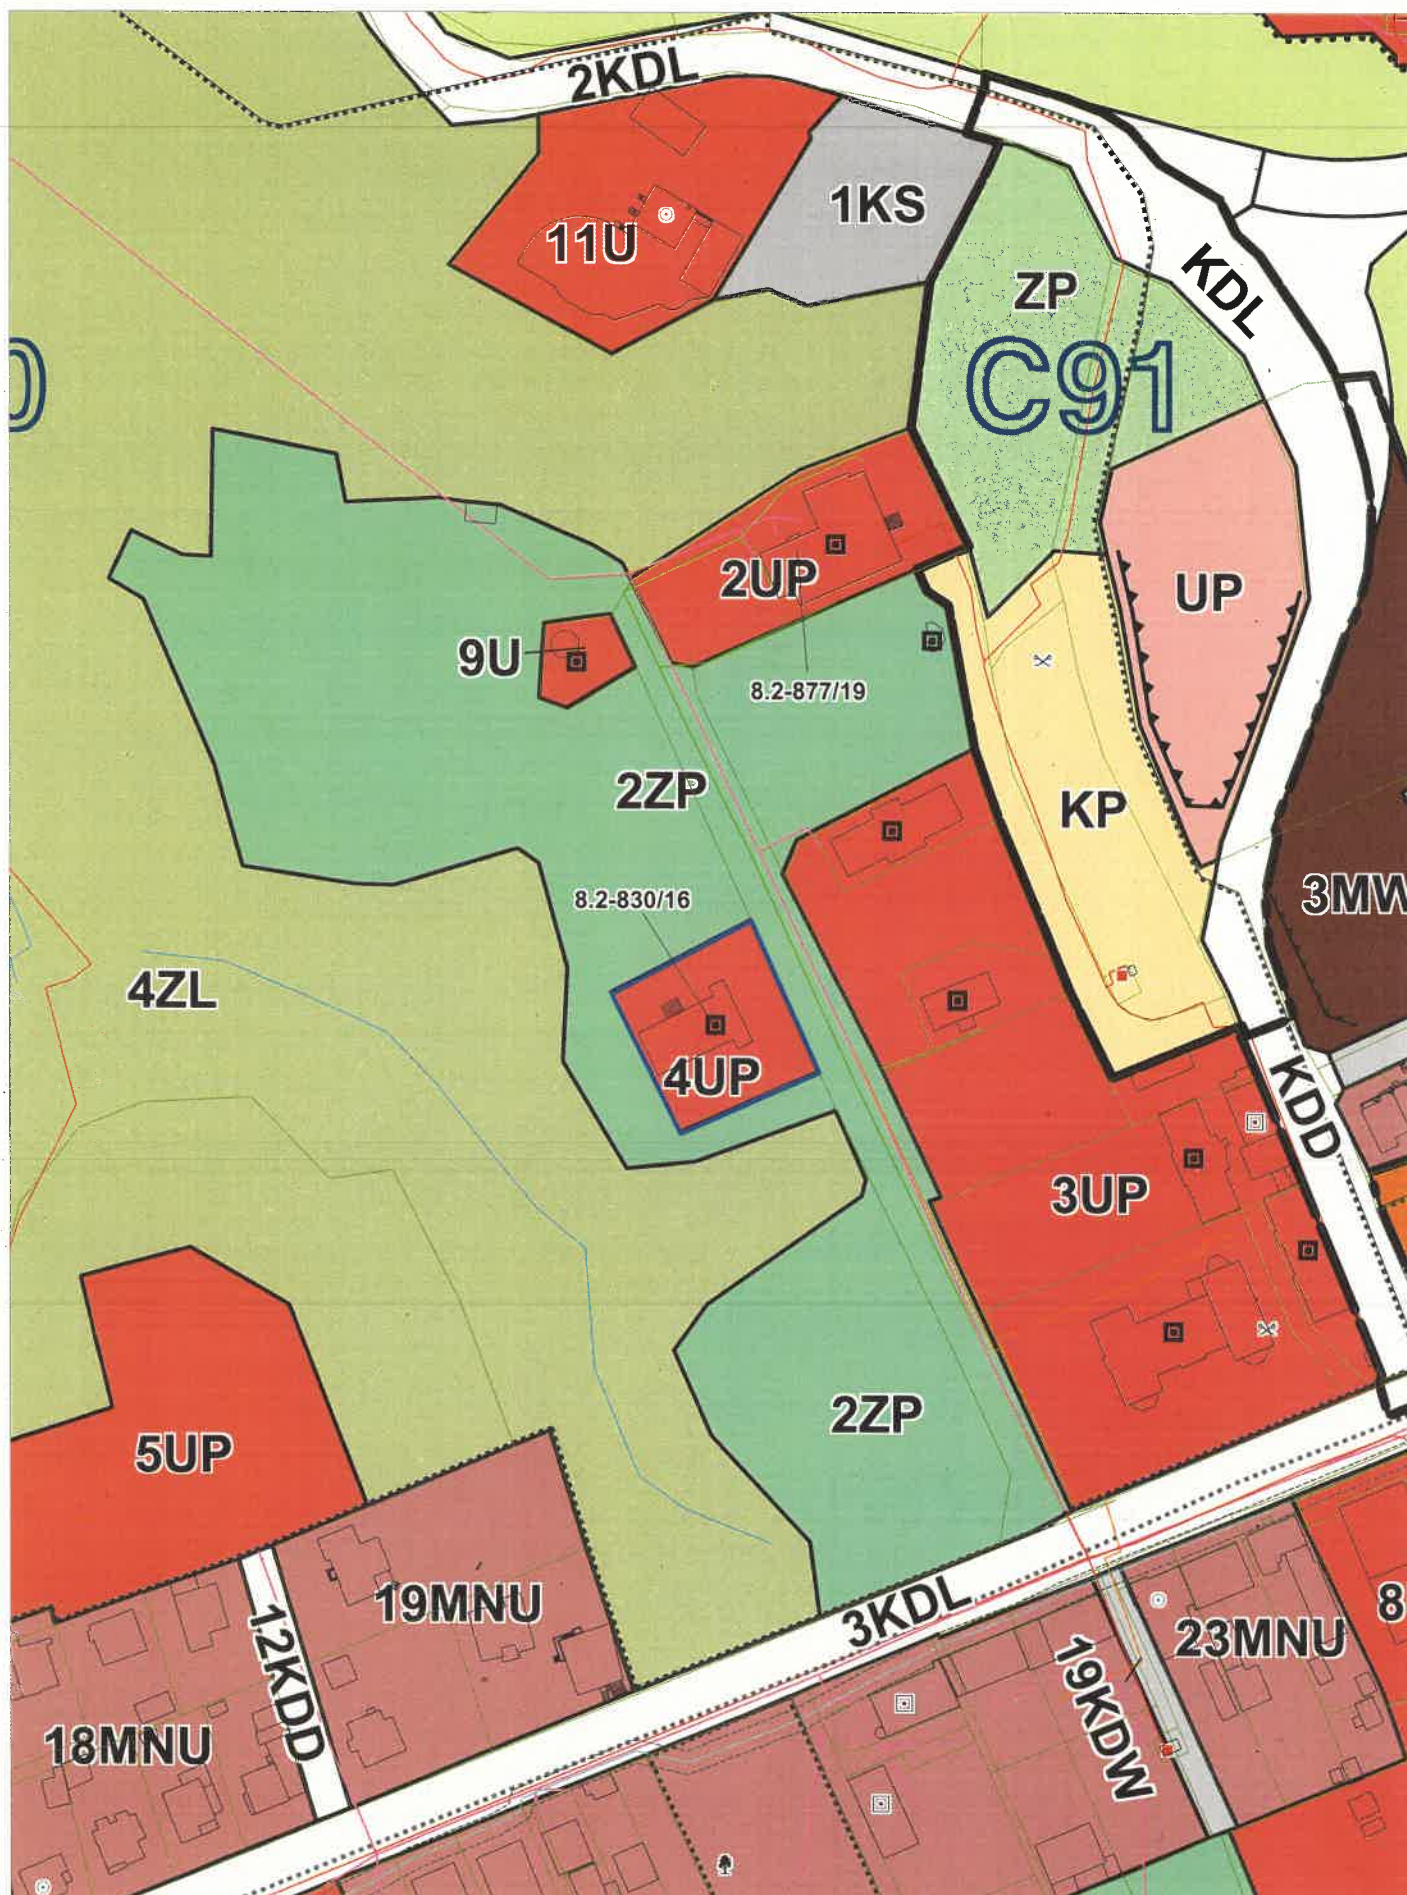 2KDL
1KS
11U
ZP
KDL
C91
0
2UP
UP
9U
8.2-877/19
2ZP
KP
8.2-830/16
3MW
4ZL
4UP
KDD
3UP
2ZP
5UP
19MNU
3KDL
8
23MNU
12KDD
19KDW
18MNU